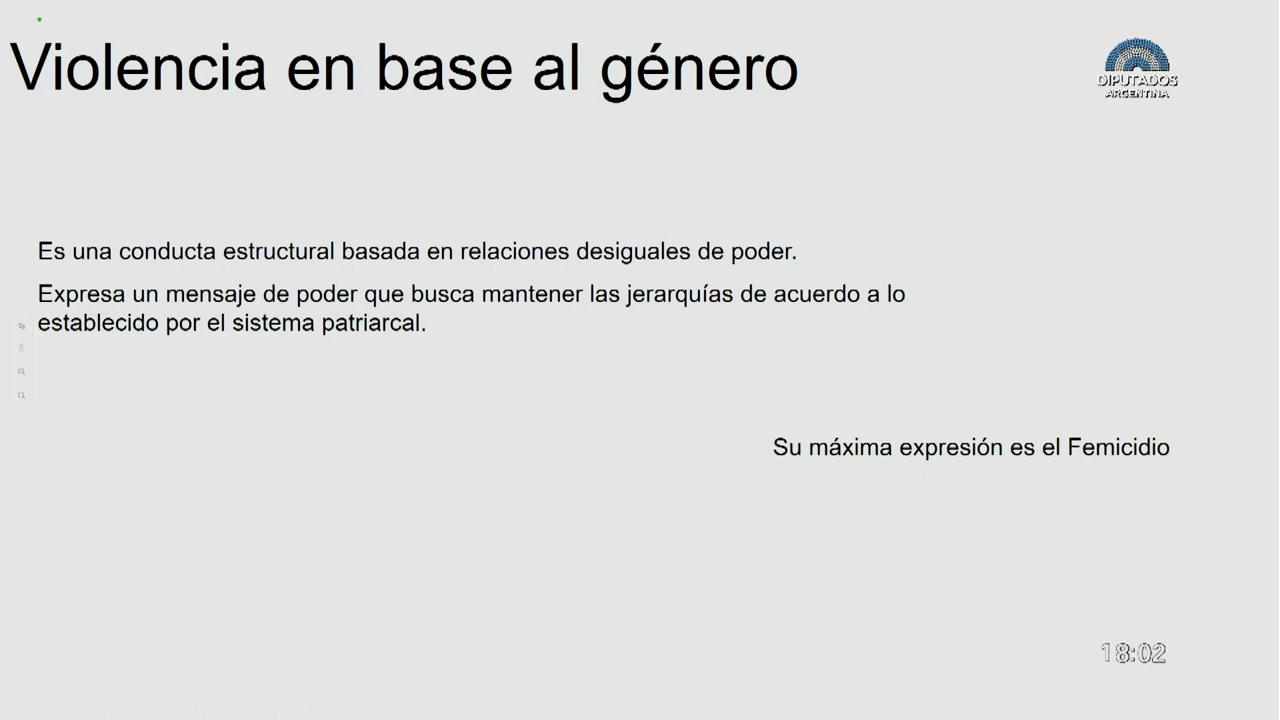 Violencia en base al género
DIPUTADOS
ARGENTINA
Es una conducta estructural basada en relaciones desiguales de poder.
Expresa un mensaje de poder que busca mantener las jerarquías de acuerdo a lo
establecido por el sistema patriarcal.
Su máxima expresión es el Femicidio
18:02